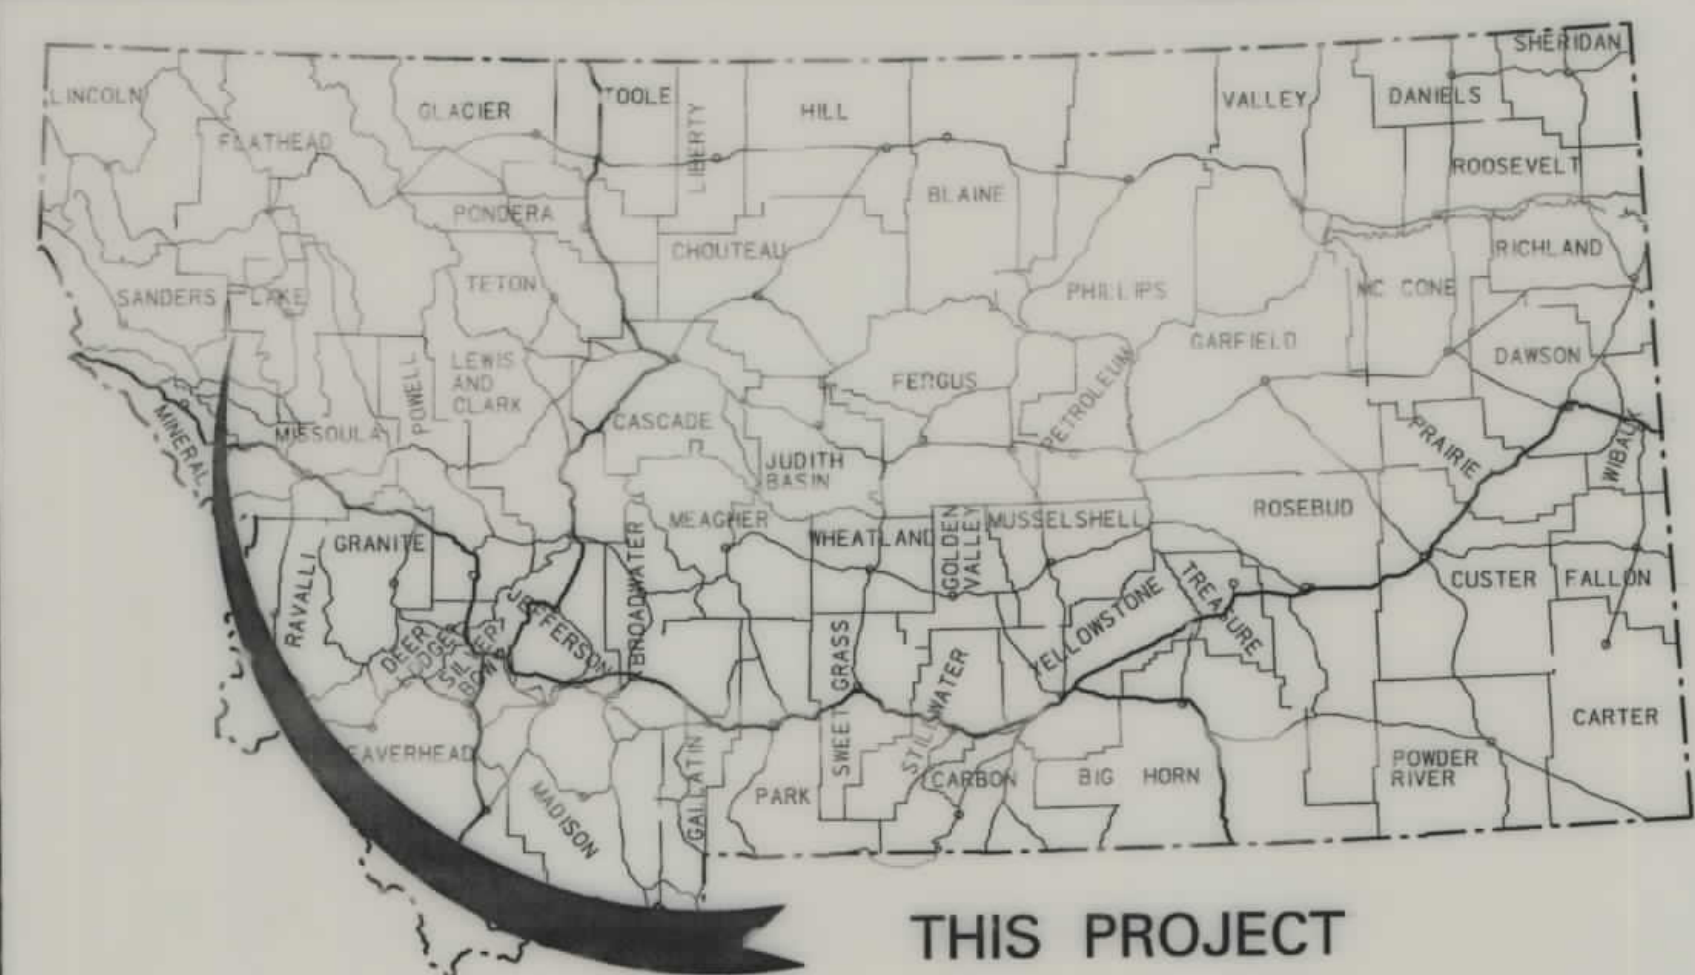 SHERIDAN
LINCOLN
GLACIER
TOOLE
HILL
VALLEY
DANIELS
FLATHEAD
LIBERTY
ROOSEVELT
PONDERA
BLAINE
CHOUTEAU
RICHLAND
SANDERS
LAKE
TETON
PHILLIPS
MC CONE
GARFIELD
DAWSON
POWELL
LEWIS
AND
CLARK
FERGUS
PETROLEUM
MINERAL
MISSOULA
CASCADE
JUDITH
BASIN
PRAIRIE
WIBAUX
MEAGHER
WHEATLAND
GOLDEN
VALLEY
MUSSELSHELL
ROSEBUD
GRANITE
RAVALLI
DEER
LODGE
SILVER
BOW
JEFFERSON
BROADWATER
YELLOWSTONE
TREASURE
CUSTER
FALLON
SWEET GRASS
STILLWATER
CARTER
EAVERHEAD
MADISON
GALLATIN
PARK
CARBON
BIG HORN
POWDER
RIVER
THIS PROJECT